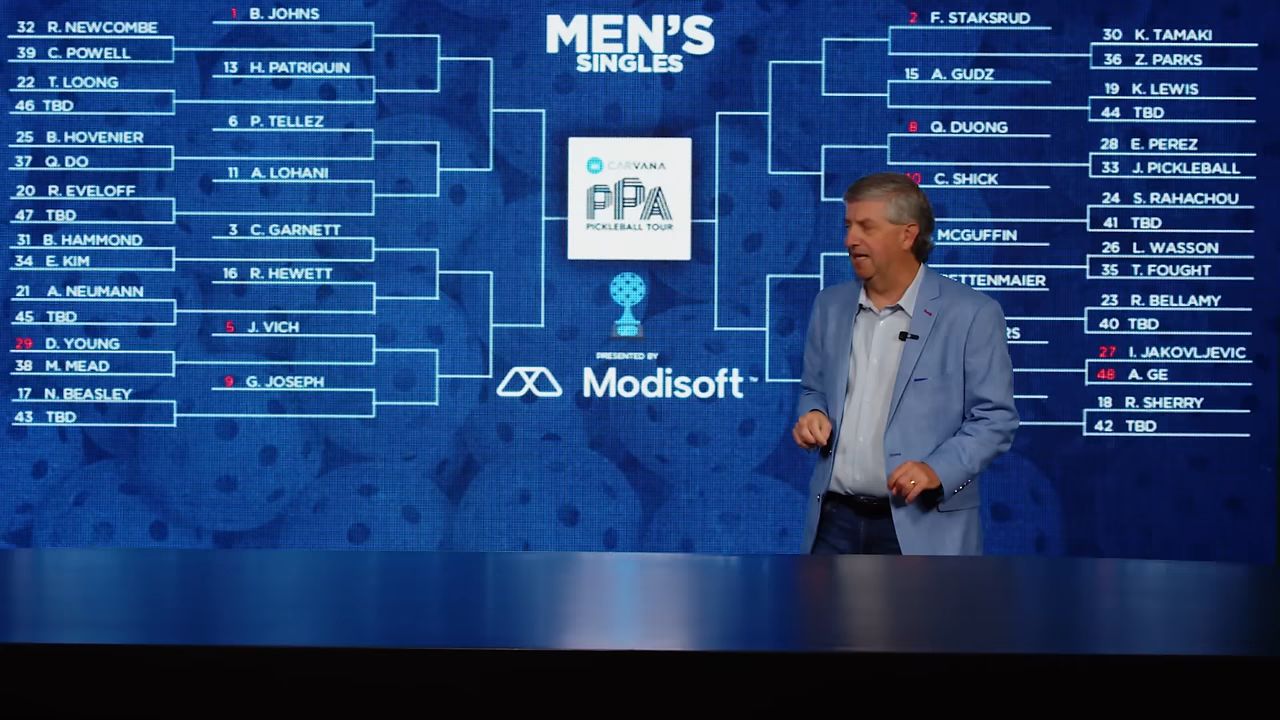 MEN'S
SINGLES
32 R. NEWCOMBE
39 C. POWELL
22 T. LOONG
46 TBD
25 B. HOVENIER
37 Q. DO
20 R. EVELOFF
47 TBD
31 B. HAMMOND
34 E. KIM
21 A. NEUMANN
45 TBD
29 D. YOUNG
38 M. MEAD
17 N. BEASLEY
43 TBD
1 B. JOHNS
13 H. PATRIQUIN
6 P. TELLEZ
11 A. LOHANI
3 C. GARNETT
16 R. HEWETT
5 J. VICH
9 G. JOSEPH
CARVANA
PPA
PICKLEBALL TOUR
PRESENTED BY
Modisoft™
2 F. STAKSRUD
15 A. GUDZ
8 Q. DUONG
C. SHICK
MCGUFFIN
30 K. TAMAKI
36 Z. PARKS
19 K. LEWIS
44 TBD
28 E. PEREZ
33 J. PICKLEBALL
24 S. RAHACHOU
41 TBD
26 L. WASSON
35 T. FOUGHT
23 R. BELLAMY
40 TBD
27 I. JAKOVLJEVIC
48 A. GE
18 R. SHERRY
42 TBD